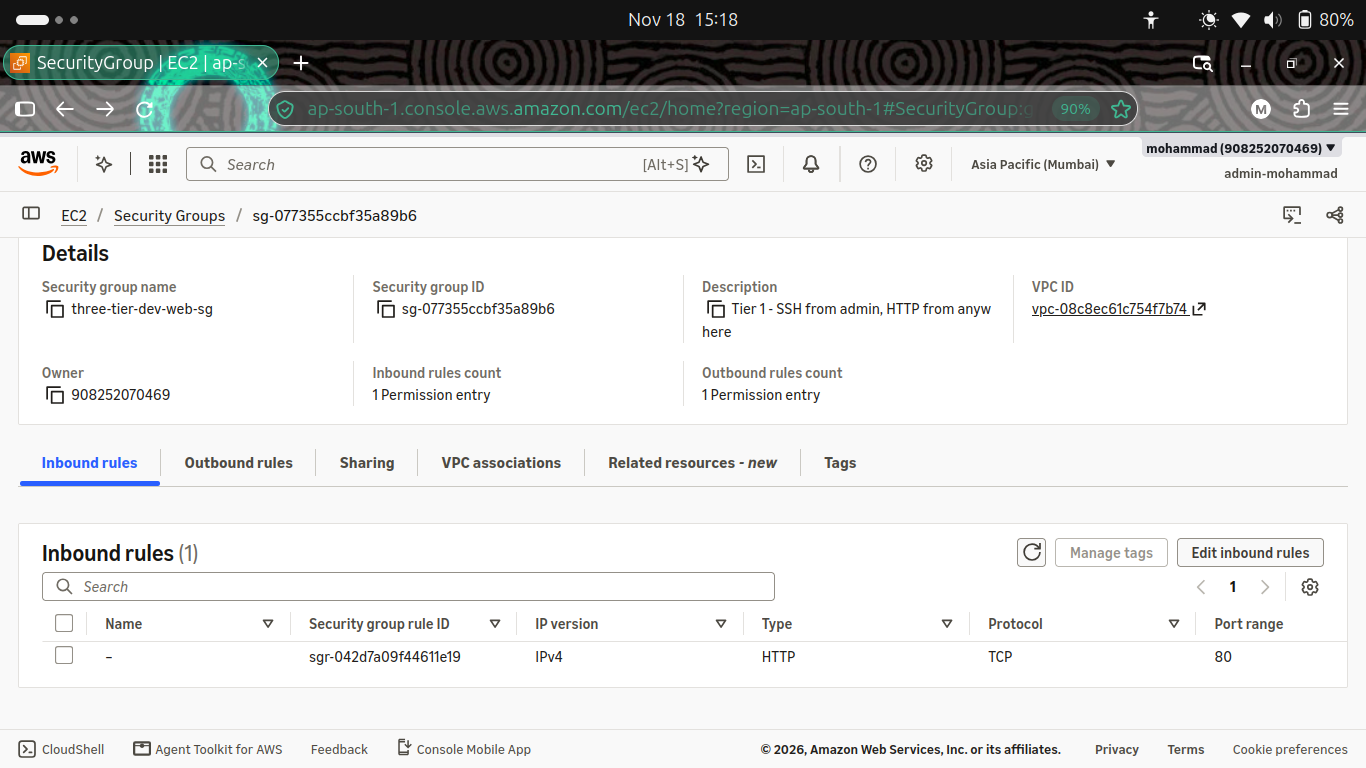 Nov 18 15:18
80%
SecurityGroup | EC2 | ap-s
ap-south-1.console.aws.amazon.com/ec2/home?region=ap-south-1#SecurityGroup:
90%
M
aws
Search
[Alt+S]
Asia Pacific (Mumbai)
mohammad (908252070469)
admin-mohammad
EC2 / Security Groups / sg-077355ccbf35a89b6
Details
Security group name
three-tier-dev-web-sg
Security group ID
sg-077355ccbf35a89b6
Description
Tier 1 - SSH from admin, HTTP from anyw
here
VPC ID
vpc-08c8ec61c754f7b74
Owner
908252070469
Inbound rules count
1 Permission entry
Outbound rules count
1 Permission entry
Inbound rules Outbound rules Sharing VPC associations Related resources - new Tags
Inbound rules (1)
Manage tags
Edit inbound rules
Search
1
Name Security group rule ID IP version Type Protocol Port range
– sgr-042d7a09f44611e19 IPv4 HTTP TCP 80
CloudShell Agent Toolkit for AWS Feedback Console Mobile App © 2026, Amazon Web Services, Inc. or its affiliates. Privacy Terms Cookie preferences